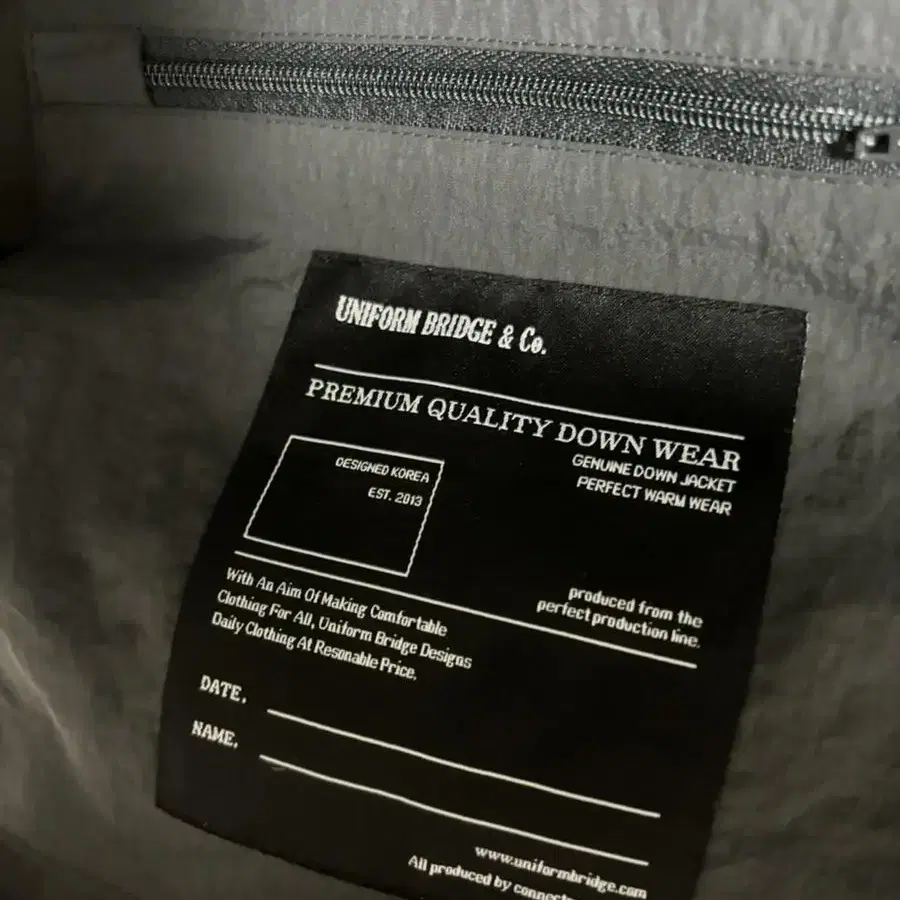 UNIFORM BRIDGE & Co.
PREMIUM QUALITY DOWN WEAR
GENUINE DOWN JACKET
PERFECT WARM WEAR
DESIGNED KOREA
EST. 2013
produced from the
perfect production line.
With An Aim Of Making Comfortable
Clothing For All, Uniform Bridge Designs
Daily Clothing At Resonable Price.
DATE.
NAME.
www.uniformbridge.com
All produced by